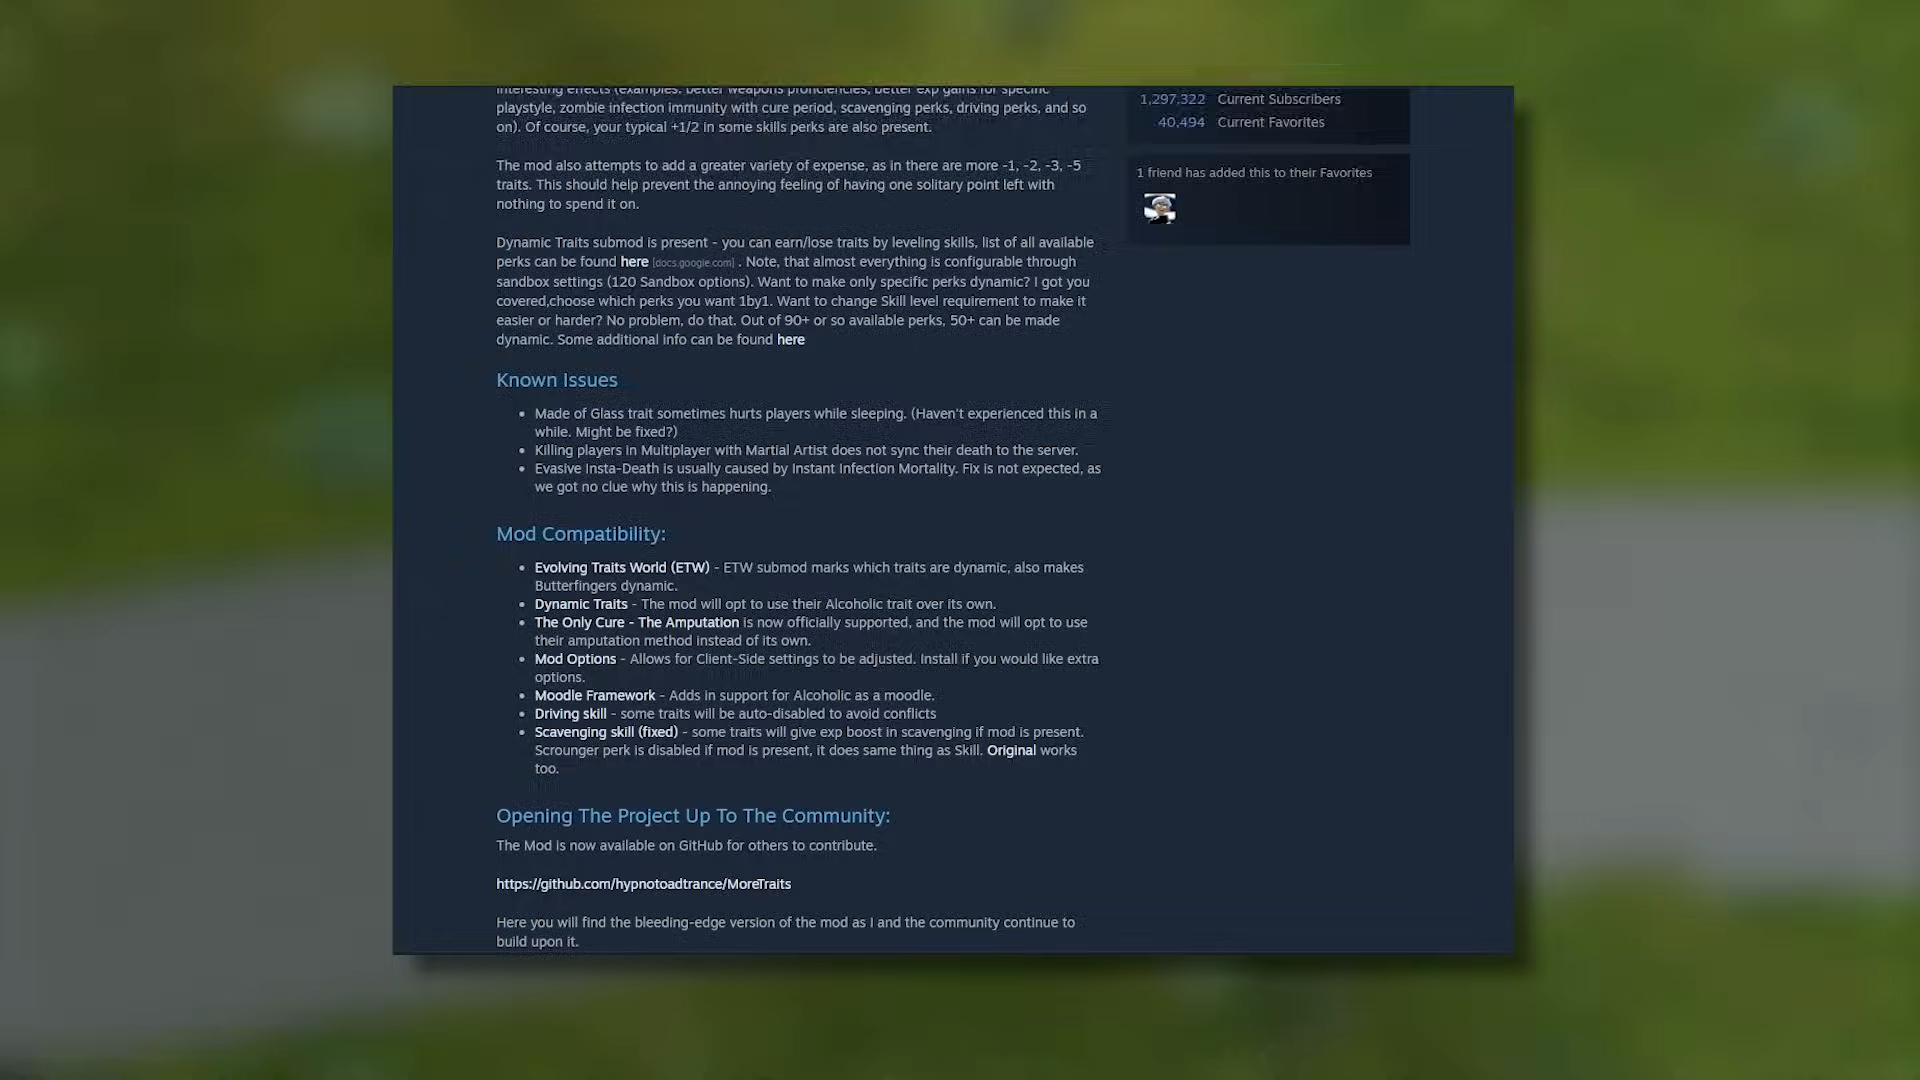 interesting effects (examples: better weapons proficiencies, better exp gains for specific
playstyle, zombie infection immunity with cure period, scavenging perks, driving perks, and so
on). Of course, your typical +1/2 in some skills perks are also present.
The mod also attempts to add a greater variety of expense, as in there are more -1, -2, -3, -5
traits. This should help prevent the annoying feeling of having one solitary point left with
nothing to spend it on.
Dynamic Traits submod is present - you can earn/lose traits by leveling skills, list of all available
perks can be found here [docs.google.com] . Note, that almost everything is configurable through
sandbox settings (120 Sandbox options). Want to make only specific perks dynamic? I got you
covered,choose which perks you want 1by1. Want to change Skill level requirement to make it
easier or harder? No problem, do that. Out of 90+ or so available perks, 50+ can be made
dynamic. Some additional info can be found here
Known Issues
• Made of Glass trait sometimes hurts players while sleeping. (Haven't experienced this in a
while. Might be fixed?)
• Killing players in Multiplayer with Martial Artist does not sync their death to the server.
• Evasive Insta-Death is usually caused by Instant Infection Mortality. Fix is not expected, as
we got no clue why this is happening.
Mod Compatibility:
• Evolving Traits World (ETW) - ETW submod marks which traits are dynamic, also makes
Butterfingers dynamic.
• Dynamic Traits - The mod will opt to use their Alcoholic trait over its own.
• The Only Cure - The Amputation is now officially supported, and the mod will opt to use
their amputation method instead of its own.
• Mod Options - Allows for Client-Side settings to be adjusted. Install if you would like extra
options.
• Moodle Framework - Adds in support for Alcoholic as a moodle.
• Driving skill - some traits will be auto-disabled to avoid conflicts
• Scavenging skill (fixed) - some traits will give exp boost in scavenging if mod is present.
Scrounger perk is disabled if mod is present, it does same thing as Skill. Original works
too.
Opening The Project Up To The Community:
The Mod is now available on GitHub for others to contribute.
https://github.com/hypnotoadtrance/MoreTraits
Here you will find the bleeding-edge version of the mod as I and the community continue to
build upon it.
1,297,322 Current Subscribers
40,494 Current Favorites
1 friend has added this to their Favorites